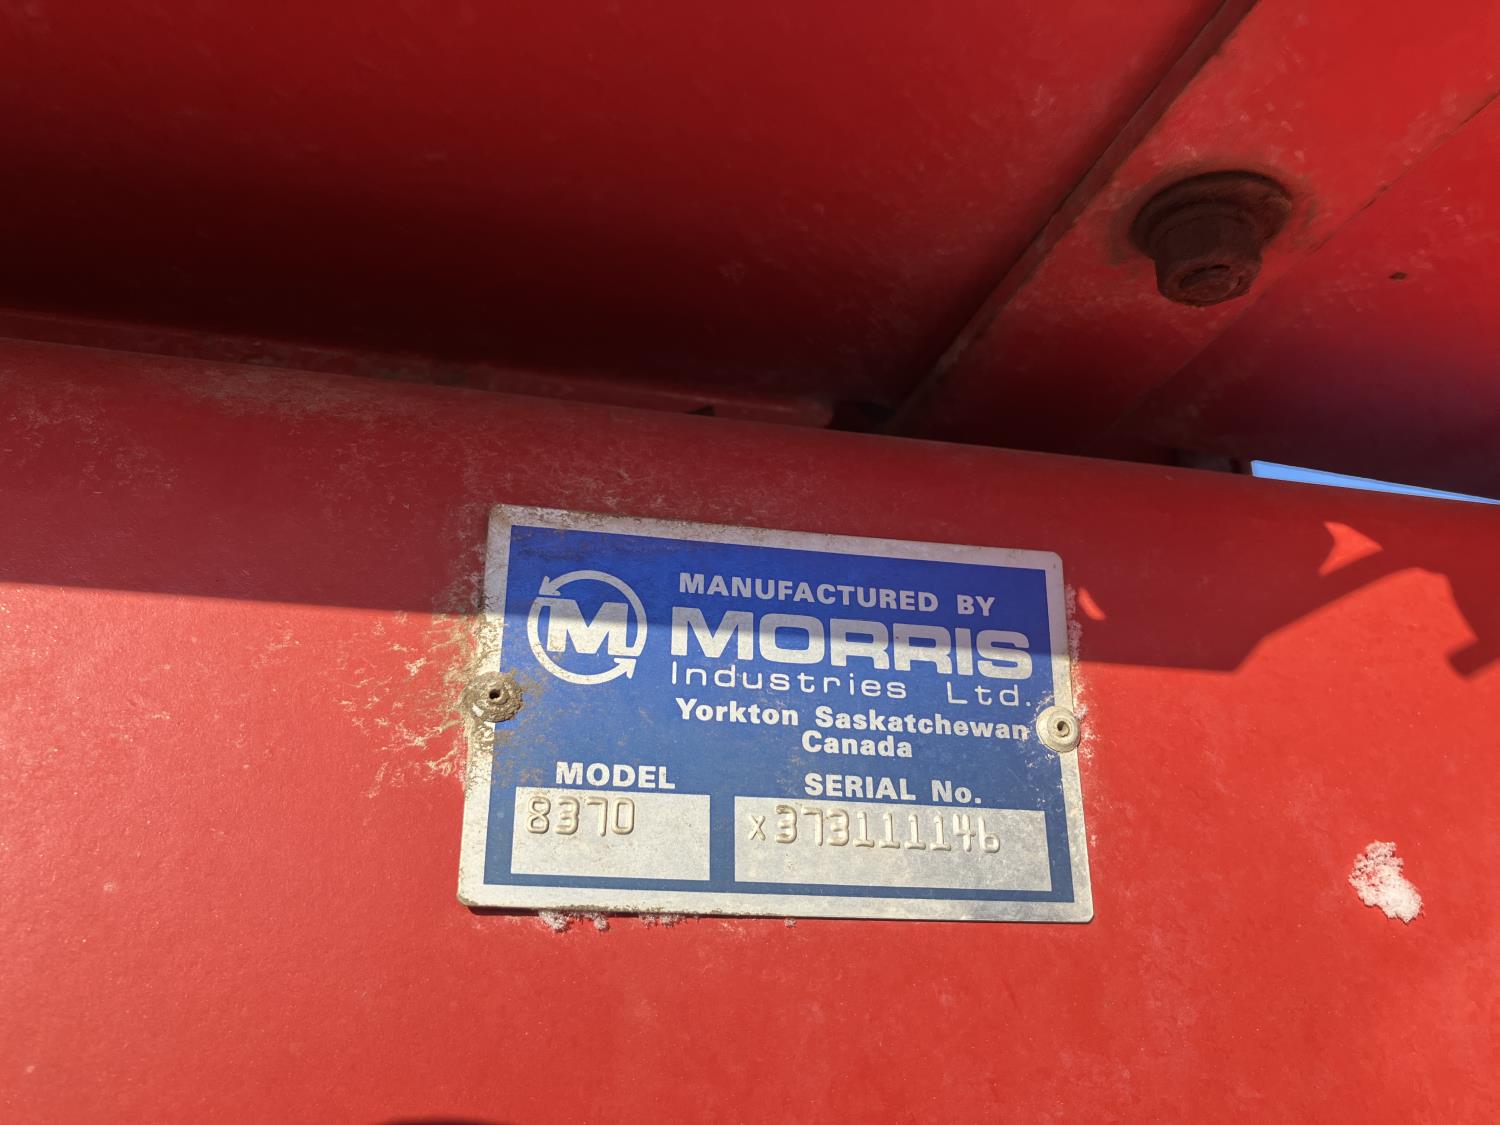 M
MANUFACTURED BY
MORRIS
Industries Ltd.
Yorkton Saskatchewan
Canada
MODEL
8370
SERIAL No.
x373111146